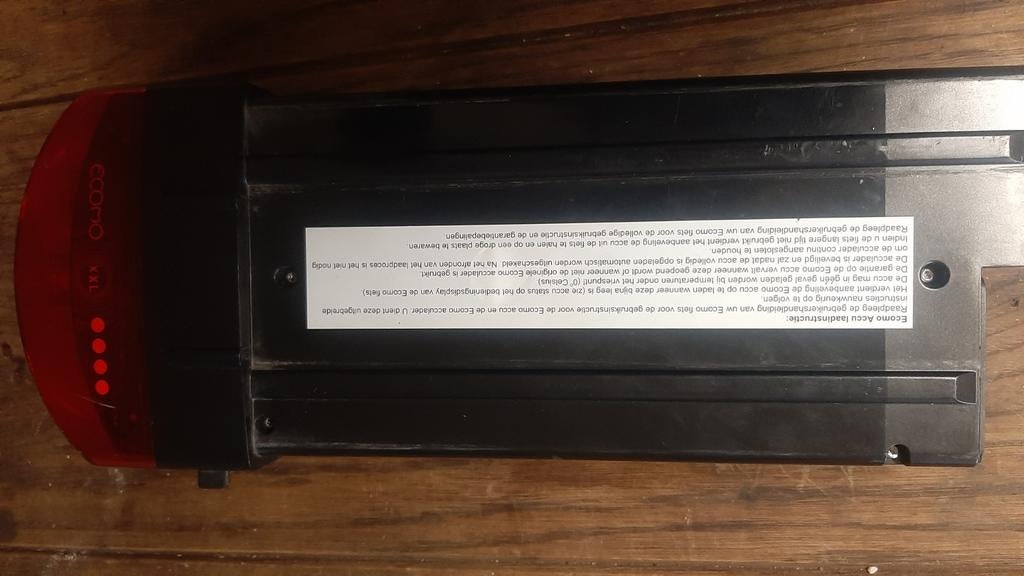 Ecomo Accu laadinstructie:
Raadpleeg de gebruikershandleiding van uw Ecomo fiets voor de gebruiksinstructie voor de Ecomo accu en de Ecomo acculader. U dient deze uitgebreide
instructies nauwkeurig op te volgen.
Het verdient aanbeveling de Ecomo accu op te laden wanneer deze bijna leeg is (zie accu status op het bedieningsdisplay van de Ecomo fiets)
De accu mag in géén geval geladen worden bij temperaturen onder het vriespunt! (0° Celsius)
De garantie op de Ecomo accu vervalt wanneer deze geopend wordt of wanneer niet de originele Ecomo acculader is gebruikt.
De acculader is beveiligd en zal nadat de accu volledig is opgeladen automatisch worden uitgeschakeld. Na het afronden van het laadproces is het niet nodig
om de acculader continu aangesloten te houden.
Indien u de fiets langere tijd niet gebruikt verdient het aanbeveling de accu uit de fiets te halen en op een droge plaats te bewaren.
Raadpleeg de gebruikershandleiding van uw Ecomo fiets voor de volledige gebruiksinstructie en de garantiebepalingen.
ecomo
XXL